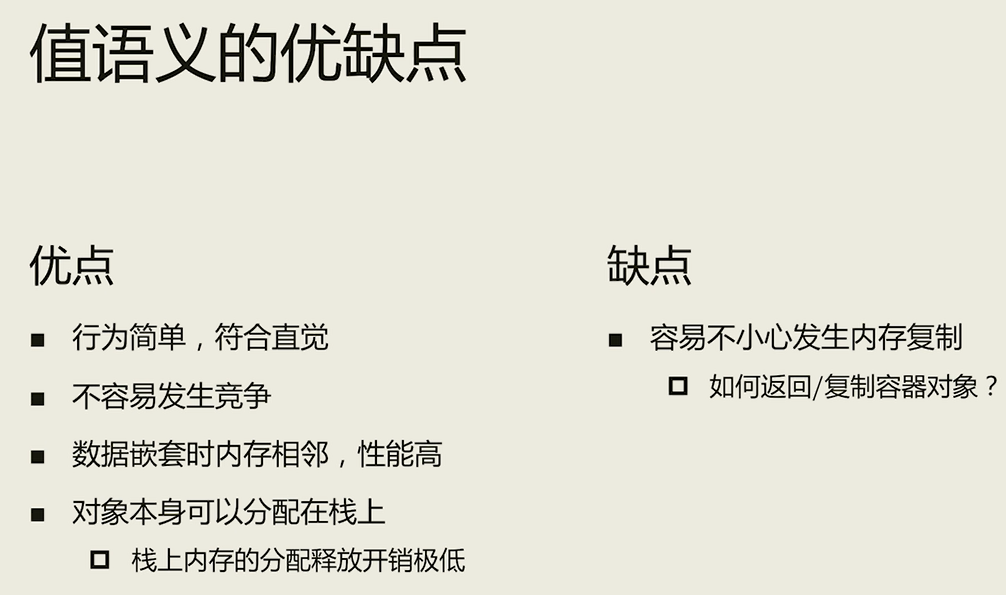 值语义的优缺点
优点
行为简单，符合直觉
不容易发生竞争
数据嵌套时内存相邻，性能高
对象本身可以分配在栈上
栈上内存的分配释放开销极低
缺点
容易不小心发生内存复制
如何返回/复制容器对象？